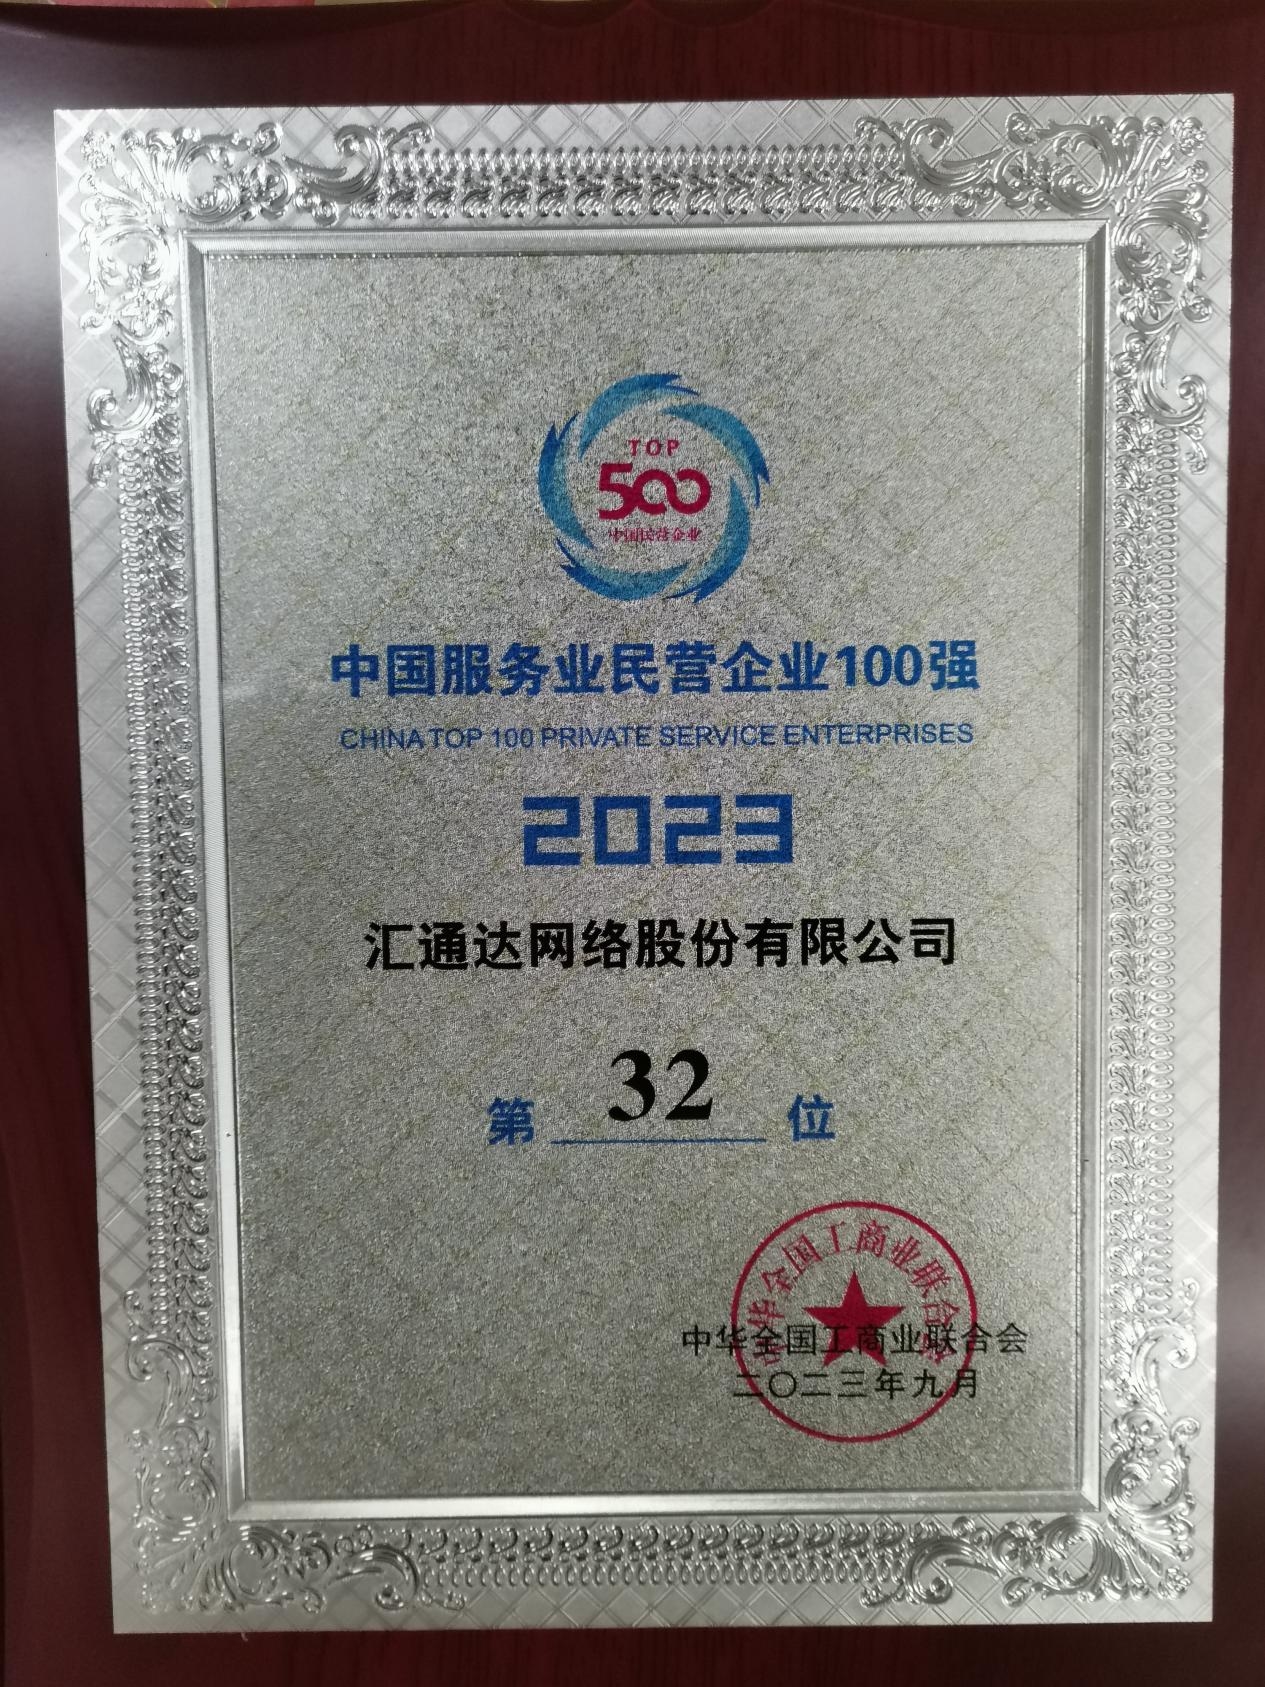 TOP
500
中国民营企业
中国服务业民营企业100强
CHINA TOP 100 PRIVATE SERVICE ENTERPRISES
2023
汇通达网络股份有限公司
第 32 位
中华全国工商业联合会
中华全国工商业联合会
二〇二三年九月